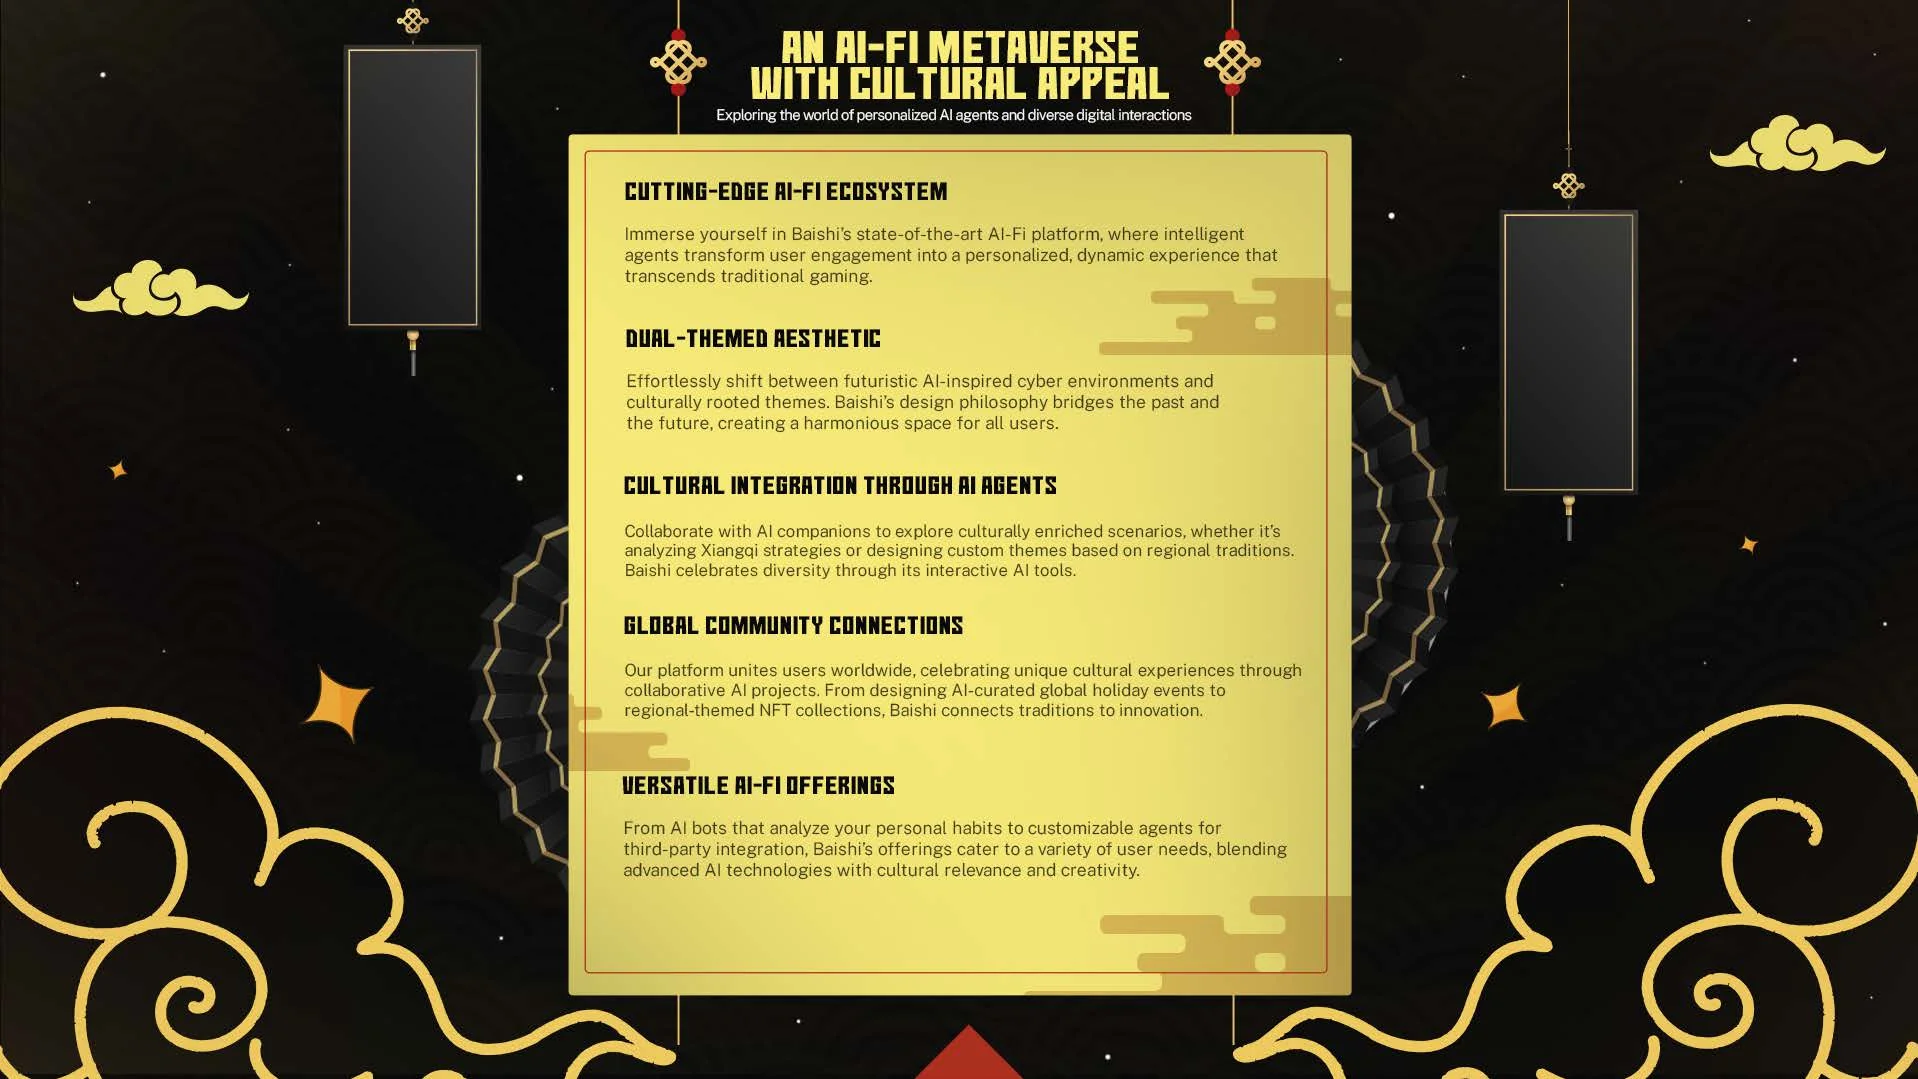 AN AI-FI METAVERSE
WITH CULTURAL APPEAL
Exploring the world of personalized AI agents and diverse digital interactions
CUTTING-EDGE AI-FI ECOSYSTEM
Immerse yourself in Baishi’s state-of-the-art AI-Fi platform, where intelligent
agents transform user engagement into a personalized, dynamic experience that
transcends traditional gaming.
DUAL-THEMED AESTHETIC
Effortlessly shift between futuristic AI-inspired cyber environments and
culturally rooted themes. Baishi’s design philosophy bridges the past and
the future, creating a harmonious space for all users.
CULTURAL INTEGRATION THROUGH AI AGENTS
Collaborate with AI companions to explore culturally enriched scenarios, whether it’s
analyzing Xiangqi strategies or designing custom themes based on regional traditions.
Baishi celebrates diversity through its interactive AI tools.
GLOBAL COMMUNITY CONNECTIONS
Our platform unites users worldwide, celebrating unique cultural experiences through
collaborative AI projects. From designing AI-curated global holiday events to
regional-themed NFT collections, Baishi connects traditions to innovation.
VERSATILE AI-FI OFFERINGS
From AI bots that analyze your personal habits to customizable agents for
third-party integration, Baishi’s offerings cater to a variety of user needs, blending
advanced AI technologies with cultural relevance and creativity.